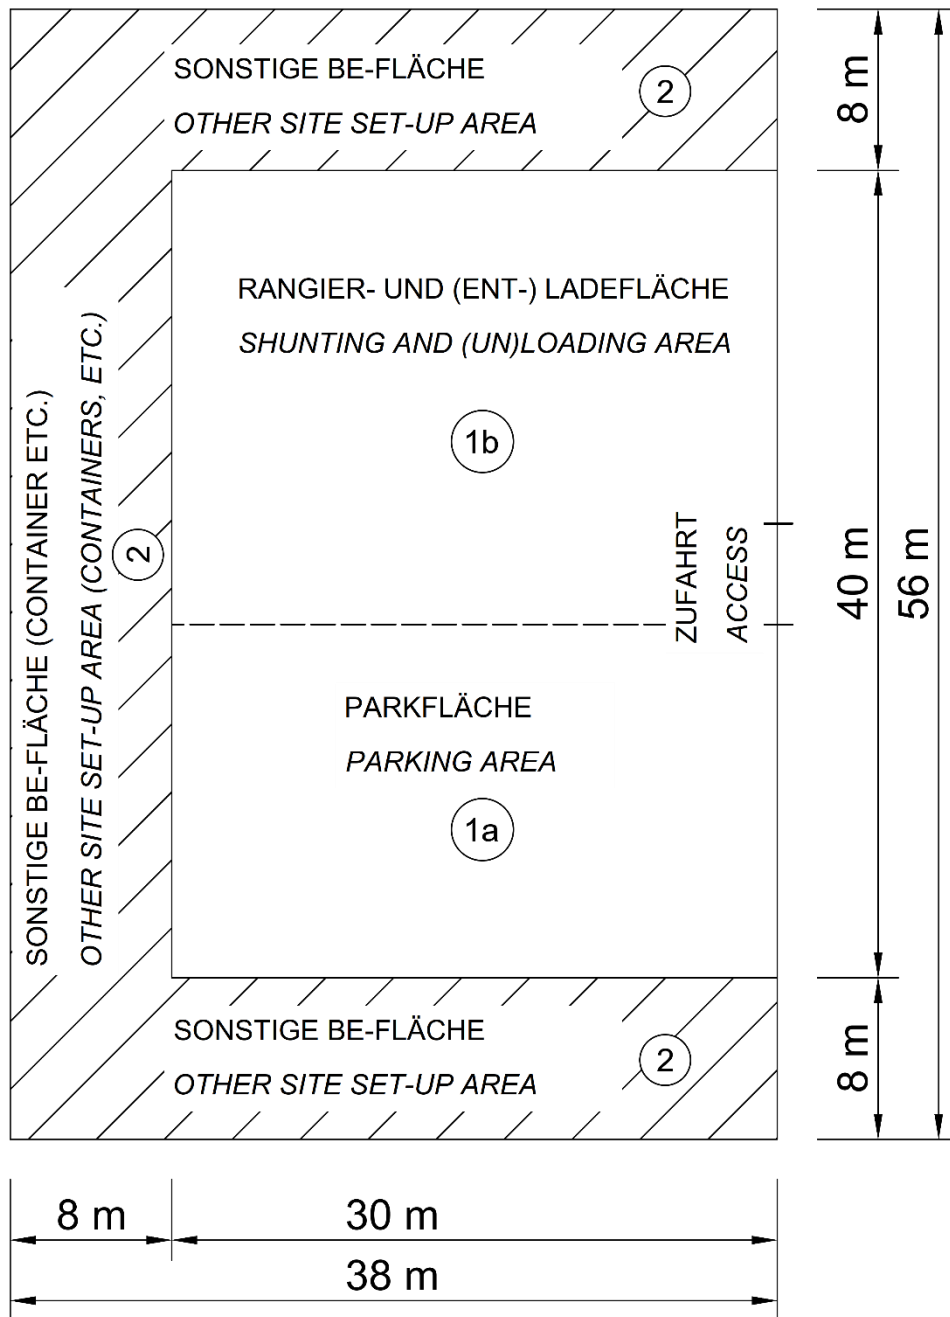 SONSTIGE BE-FLÄCHE
OTHER SITE SET-UP AREA
2
8 m
RANGIER- UND (ENT-) LADEFLÄCHE
SHUNTING AND (UN)LOADING AREA
1b
SONSTIGE BE-FLÄCHE (CONTAINER ETC.)
OTHER SITE SET-UP AREA (CONTAINERS, ETC.)
2
ZUFAHRT
ACCESS
40 m
56 m
PARKFLÄCHE
PARKING AREA
1a
SONSTIGE BE-FLÄCHE
OTHER SITE SET-UP AREA
2
8 m
8 m
30 m
38 m